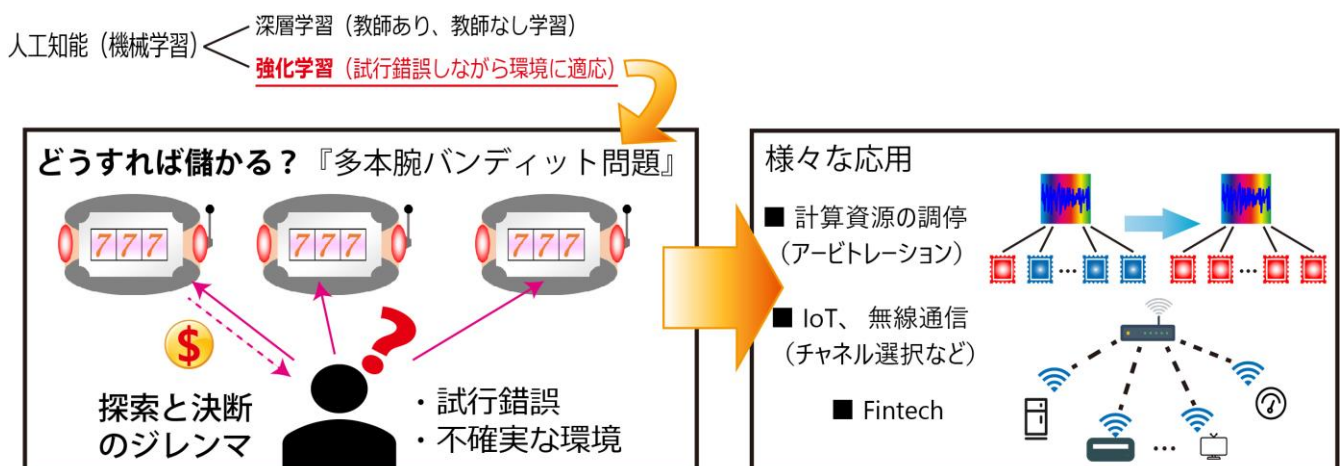 人工知能（機械学習）
深層学習（教師あり、教師なし学習）
強化学習（試行錯誤しながら環境に適応）
どうすれば儲かる？『多本腕バンディット問題』
777
777
777
$
?
探索と決断
のジレンマ
・試行錯誤
・不確実な環境
様々な応用
■ 計算資源の調停
（アービトレーション）
...
...
■ IoT、無線通信
（チャネル選択など）
■ Fintech
...